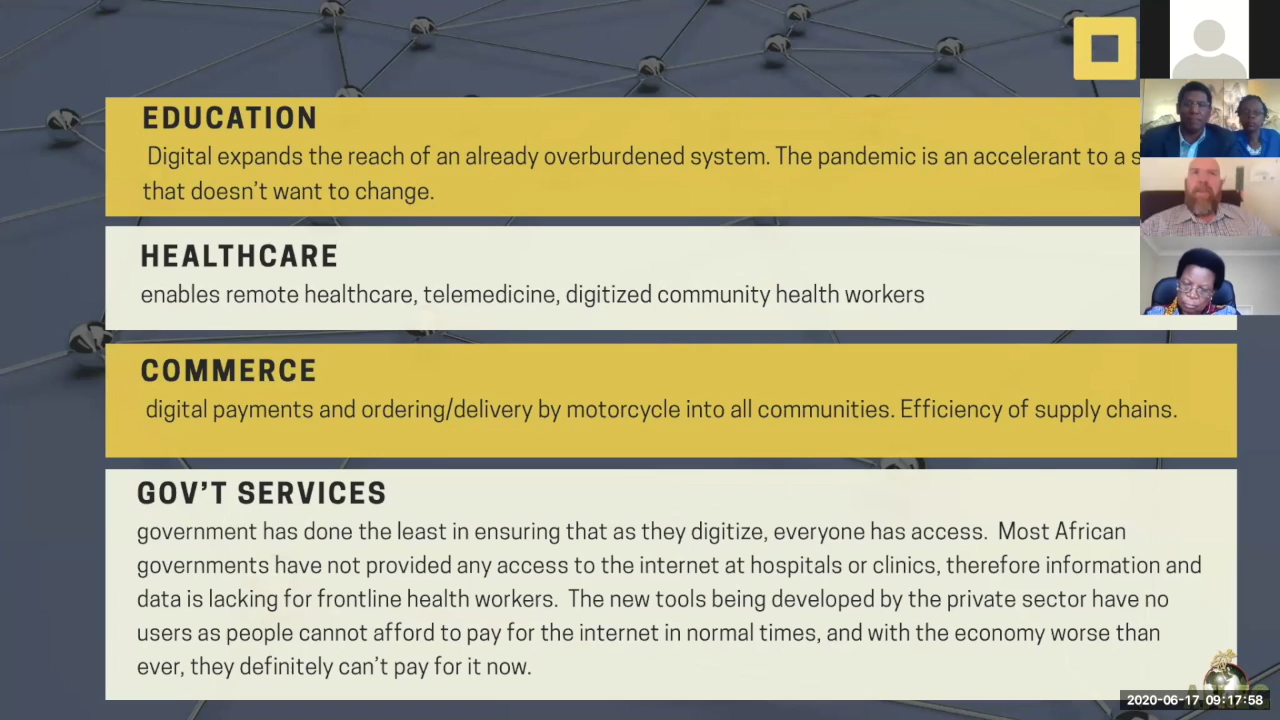 EDUCATION
Digital expands the reach of an already overburdened system. The pandemic is an accelerant to a
that doesn't want to change.
HEALTHCARE
enables remote healthcare, telemedicine, digitized community health workers
COMMERCE
digital payments and ordering/delivery by motorcycle into all communities. Efficiency of supply chains.
GOV'T SERVICES
government has done the least in ensuring that as they digitize, everyone has access. Most African
governments have not provided any access to the internet at hospitals or clinics, therefore information and
data is lacking for frontline health workers. The new tools being developed by the private sector have no
users as people cannot afford to pay for the internet in normal times, and with the economy worse than
ever, they definitely can't pay for it now.
2020-06-17 09:17:58